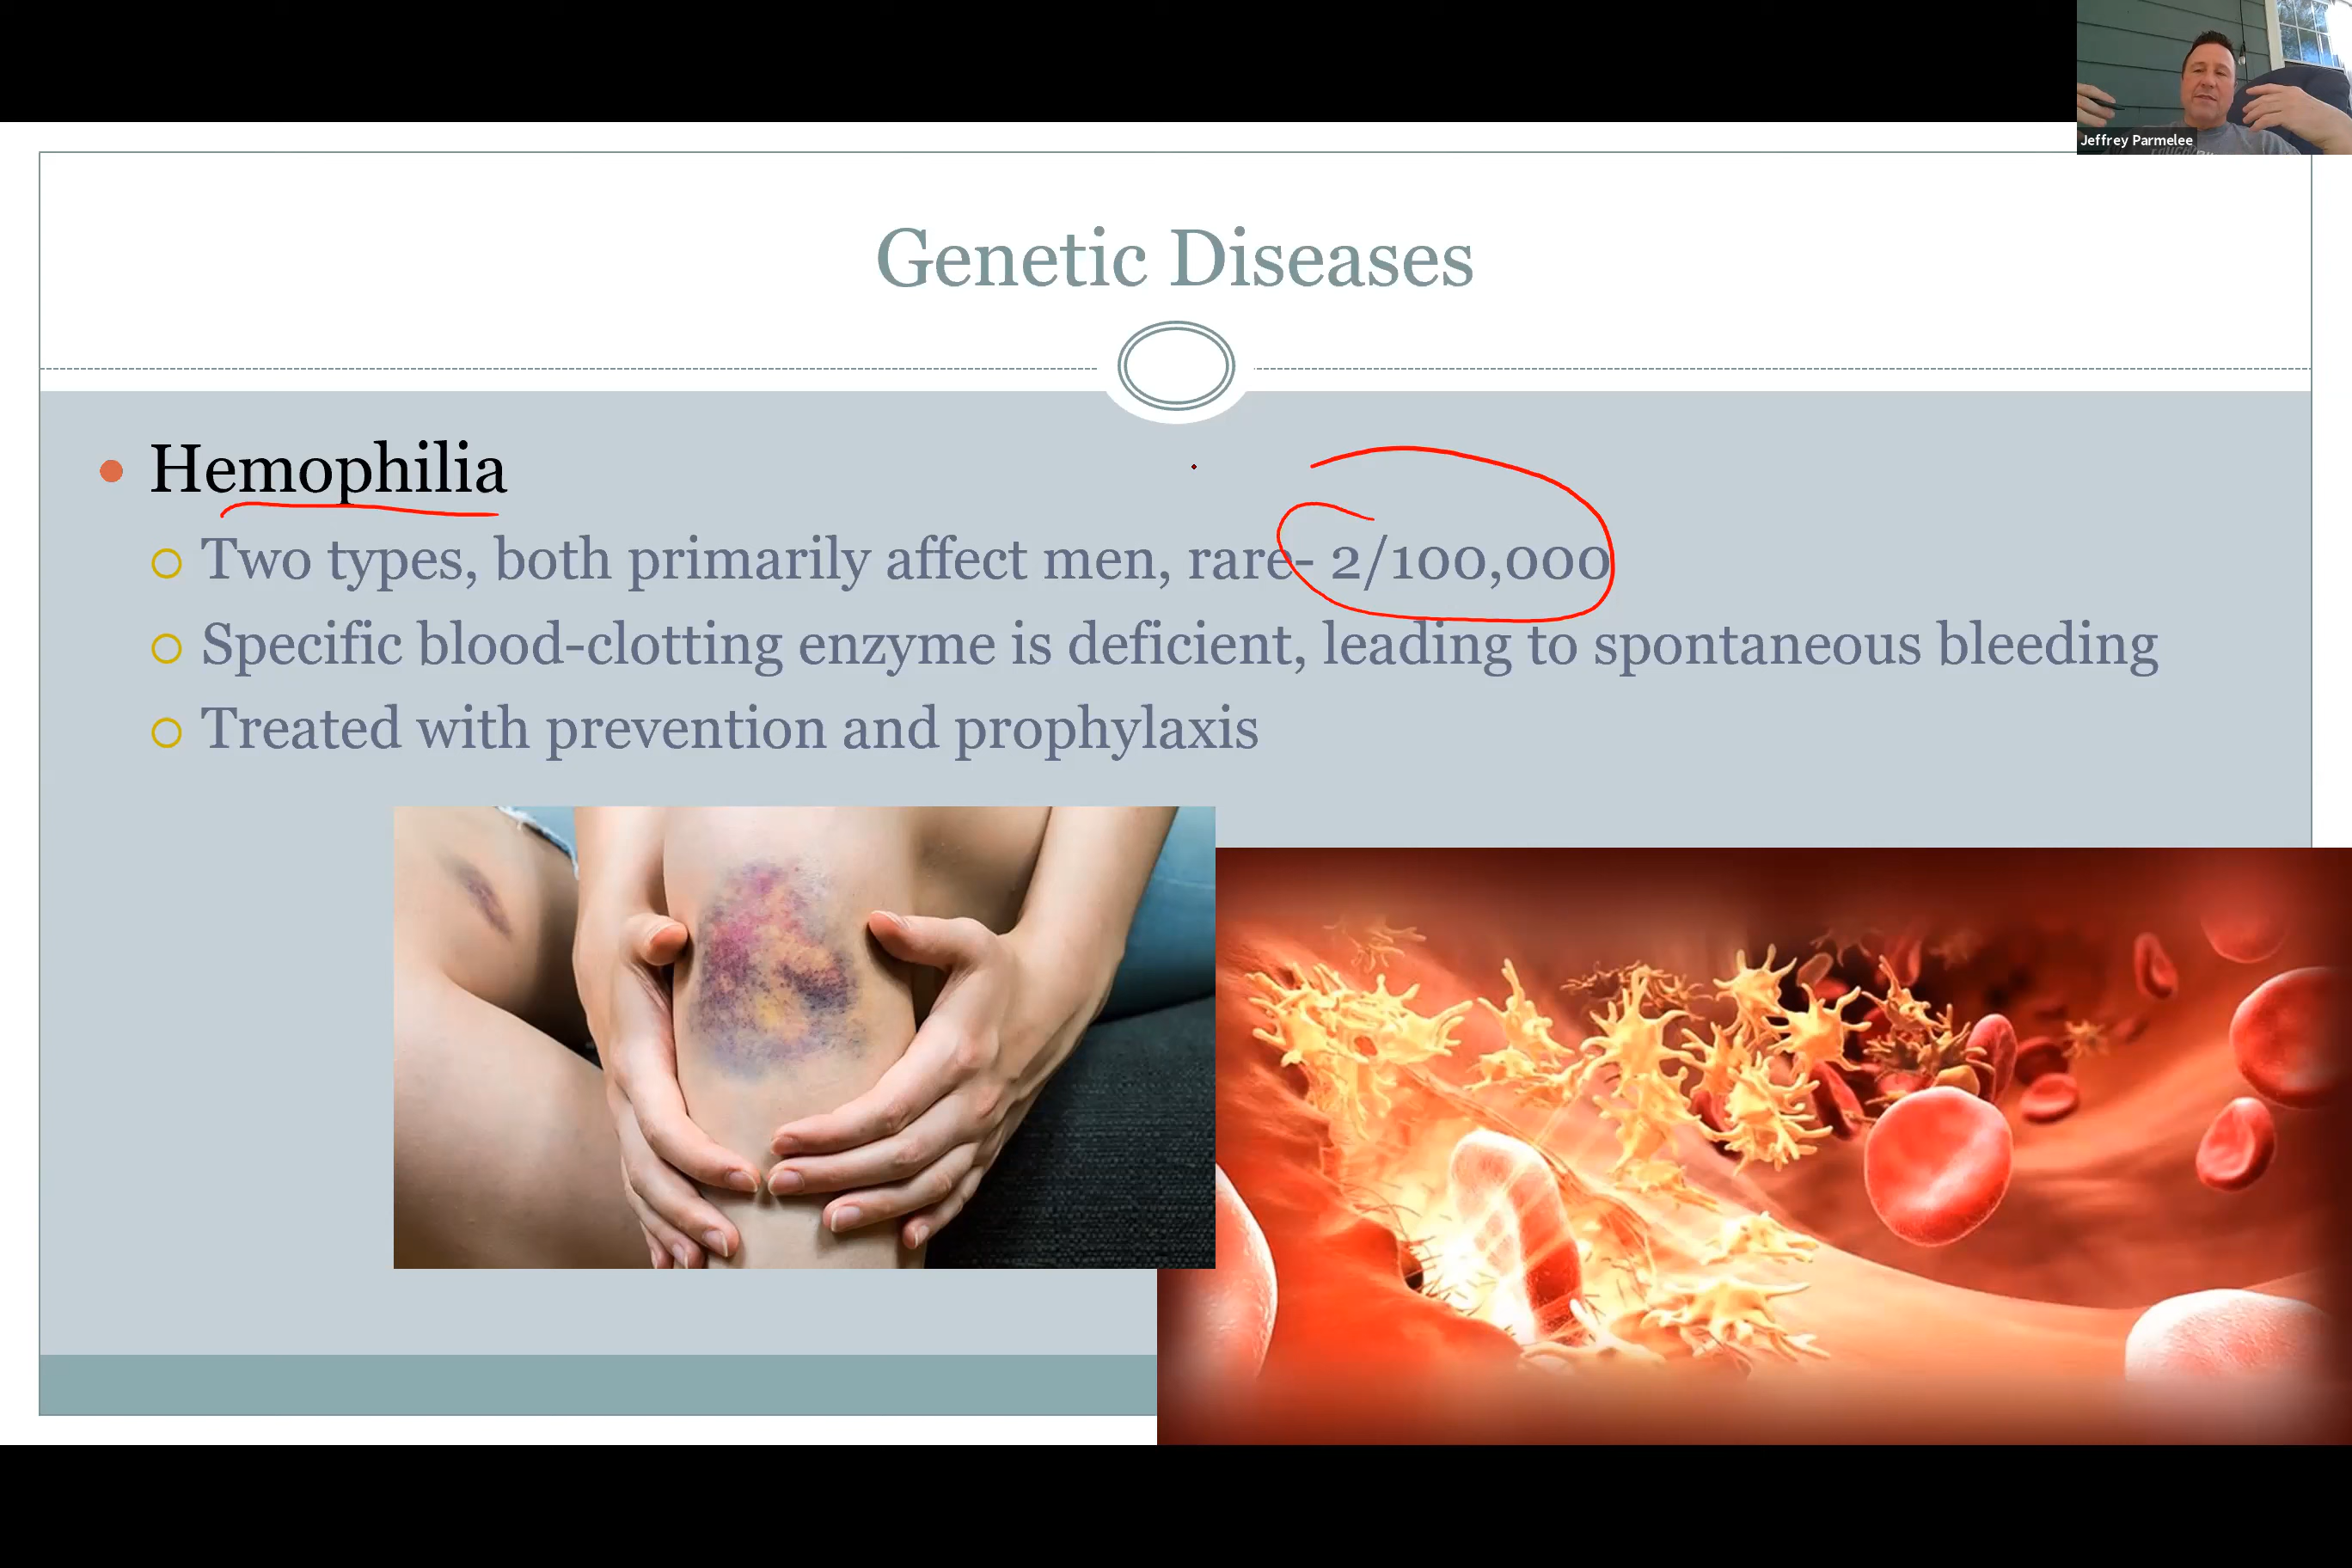 Jeffrey Parmelee
Genetic Diseases
Hemophilia
Two types, both primarily affect men, rare- 2/100,000
Specific blood-clotting enzyme is deficient, leading to spontaneous bleeding
Treated with prevention and prophylaxis